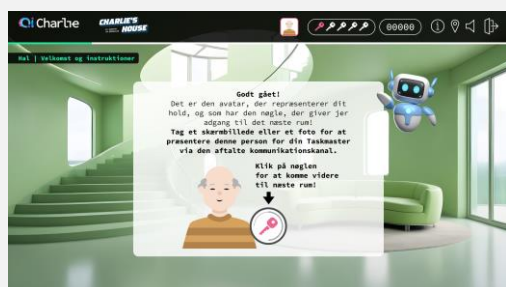 Charlie
CHARLIE'S
HOUSE
00000
Hal | Velkomst og instruktioner
Godt gået!
Det er den avatar, der repræsenterer dit
hold, og som har den nøgle, der giver jer
adgang til det næste rum!
Tag et skærmbillede eller et foto for at
præsentere denne person for din Taskmaster
via den aftalte kommunikationskanal.
Klik på nøglen
for at komme videre
til næste rum!